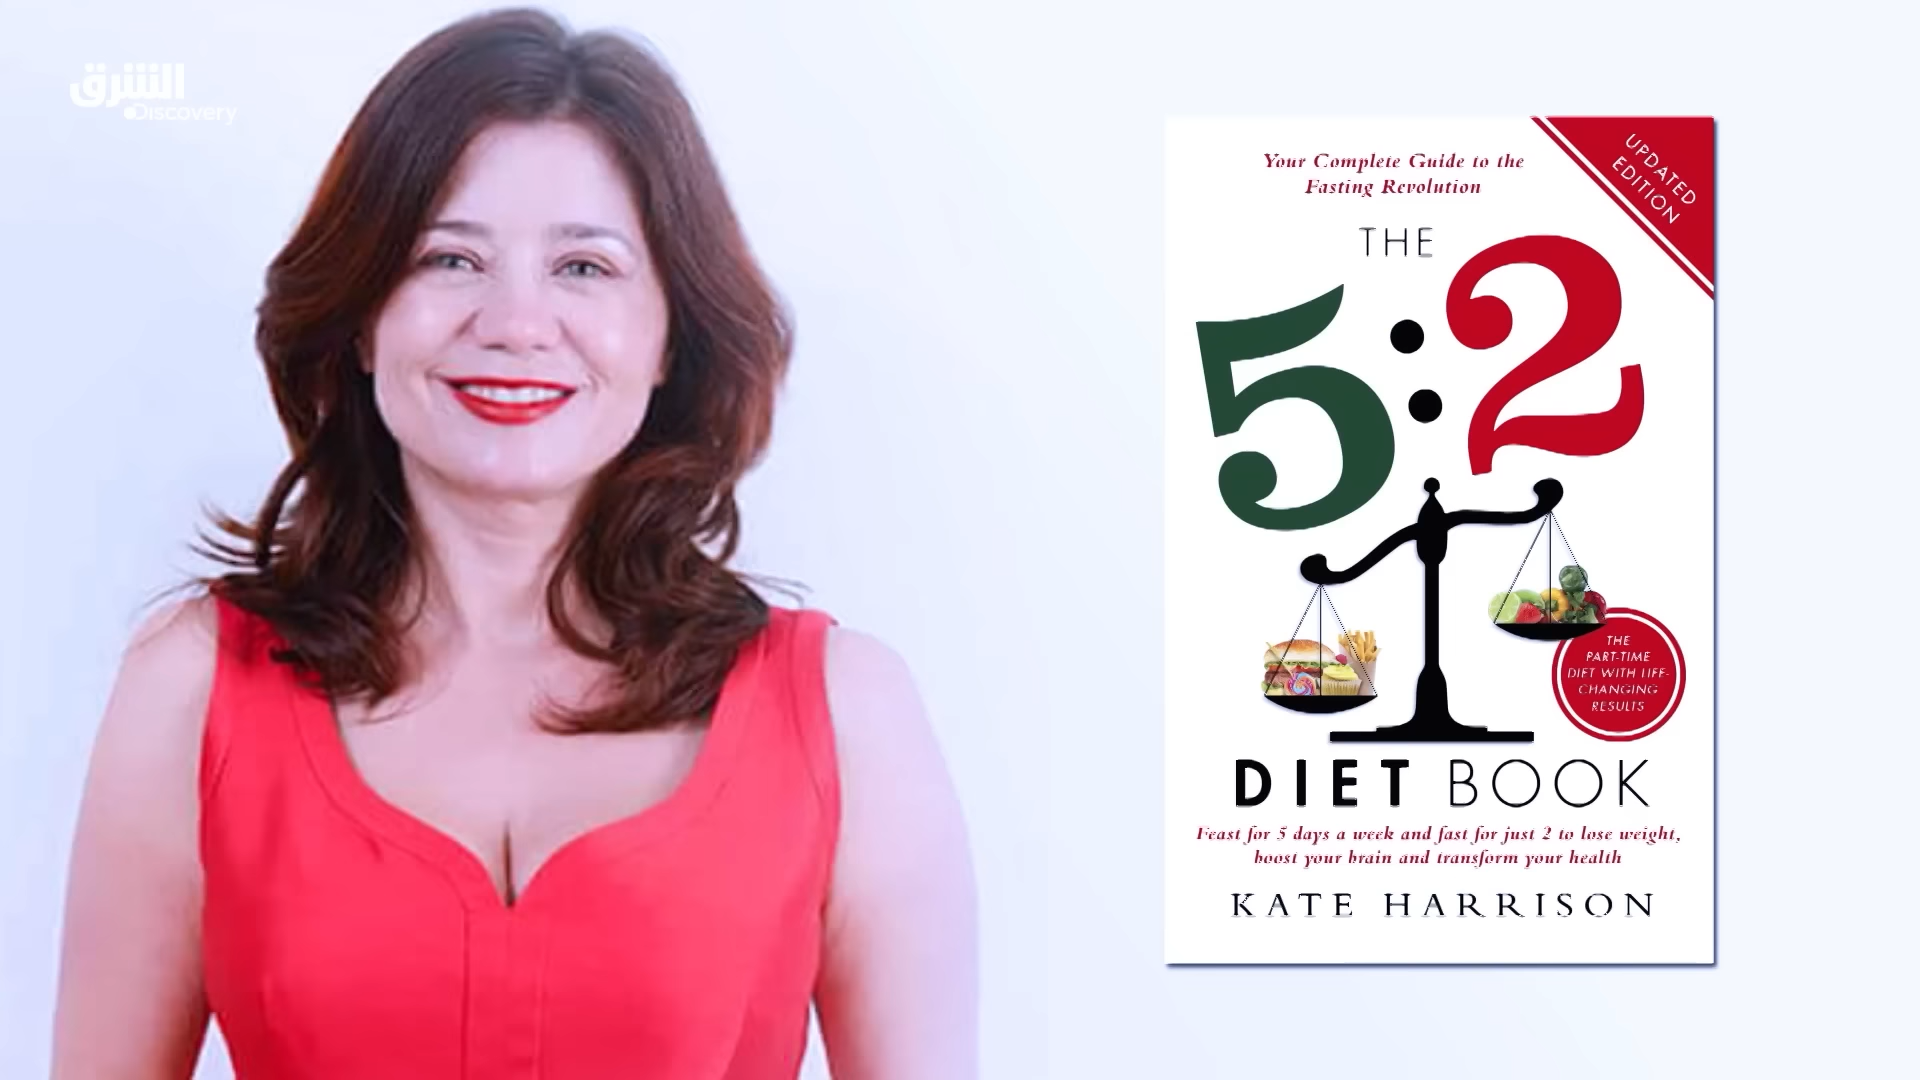 الشرق
Discovery
Your Complete Guide to the
Fasting Revolution
UPDATED
EDITION
THE
5:2
THE
PART-TIME
DIET WITH LIFE-
CHANGING
RESULTS
DIET BOOK
Feast for 5 days a week and fast for just 2 to lose weight,
boost your brain and transform your health
KATE HARRISON